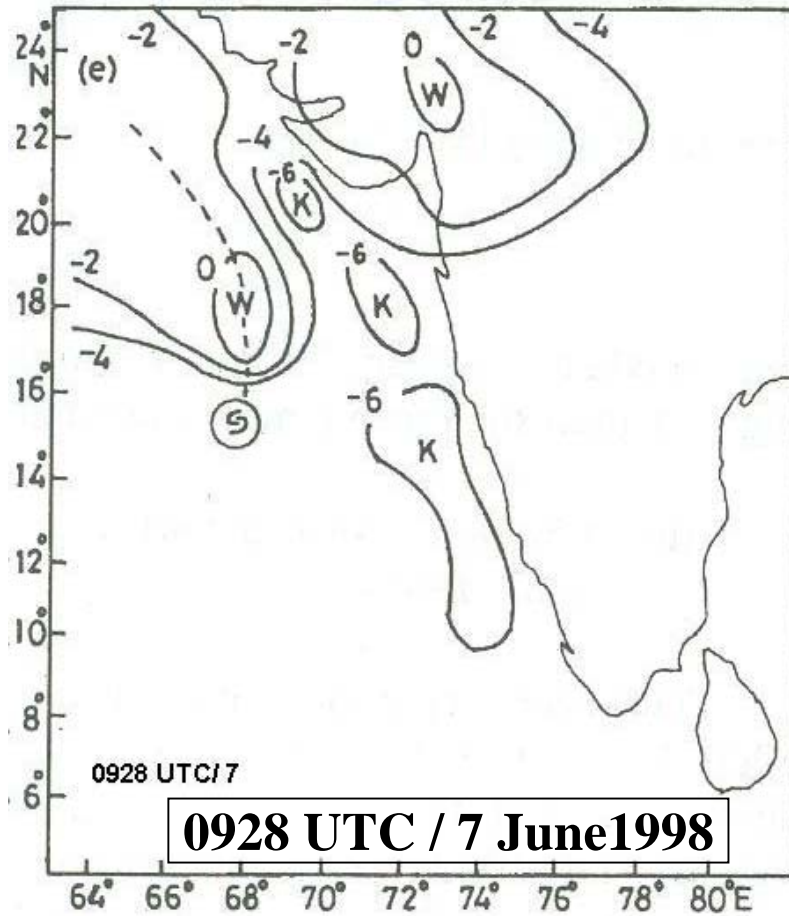 24° -2 -2 0 -2 -4
N (e) W
22° -4
-6
20° K
-2 0 -6
18° W K
-4
16° -6
S
14° K
12°
10°
8°
0928 UTC/7
6°
0928 UTC / 7 June1998
64° 66° 68° 70° 72° 74° 76° 78° 80°E